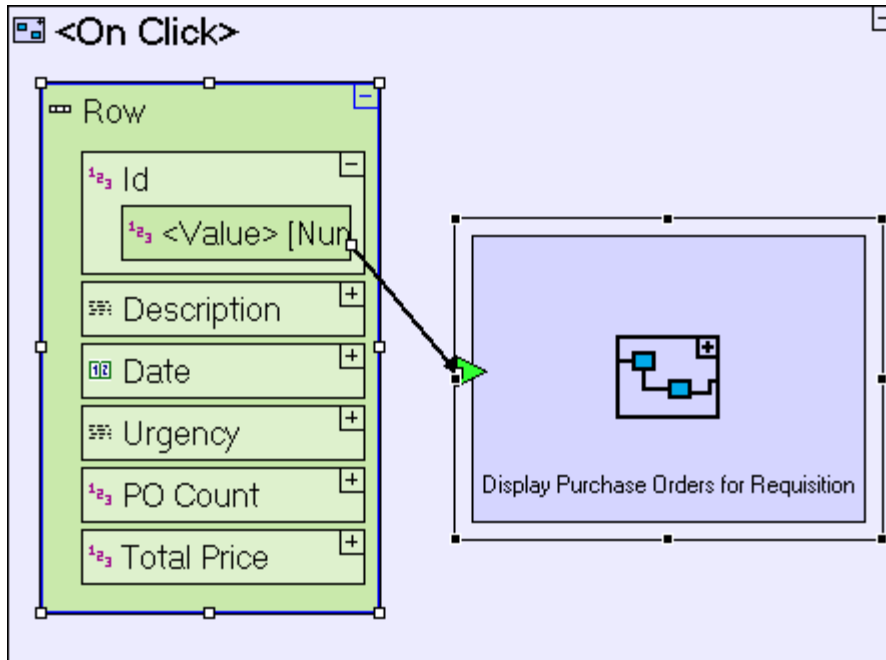 <On Click>
Row
Id
<Value> [Nun
Description
Date
Urgency
PO Count
Total Price
Display Purchase Orders for Requisition